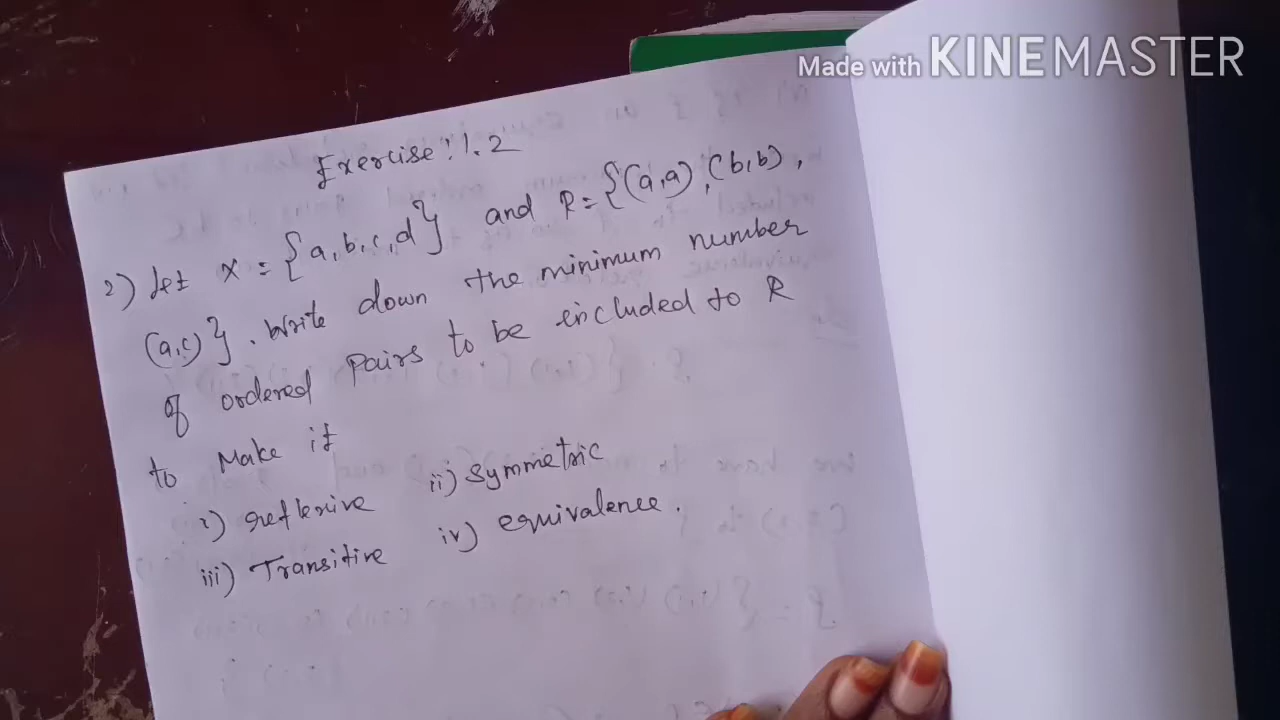 Made with KINEMASTER
Exercise: 1.2
2) Let X = {a, b, c, d} and R = {(a, a), (b, b),
(a, c)}. Write down the minimum number
of ordered pairs to be included to R
to Make it
i) reflexive ii) symmetric
iii) Transitive iv) equivalence.